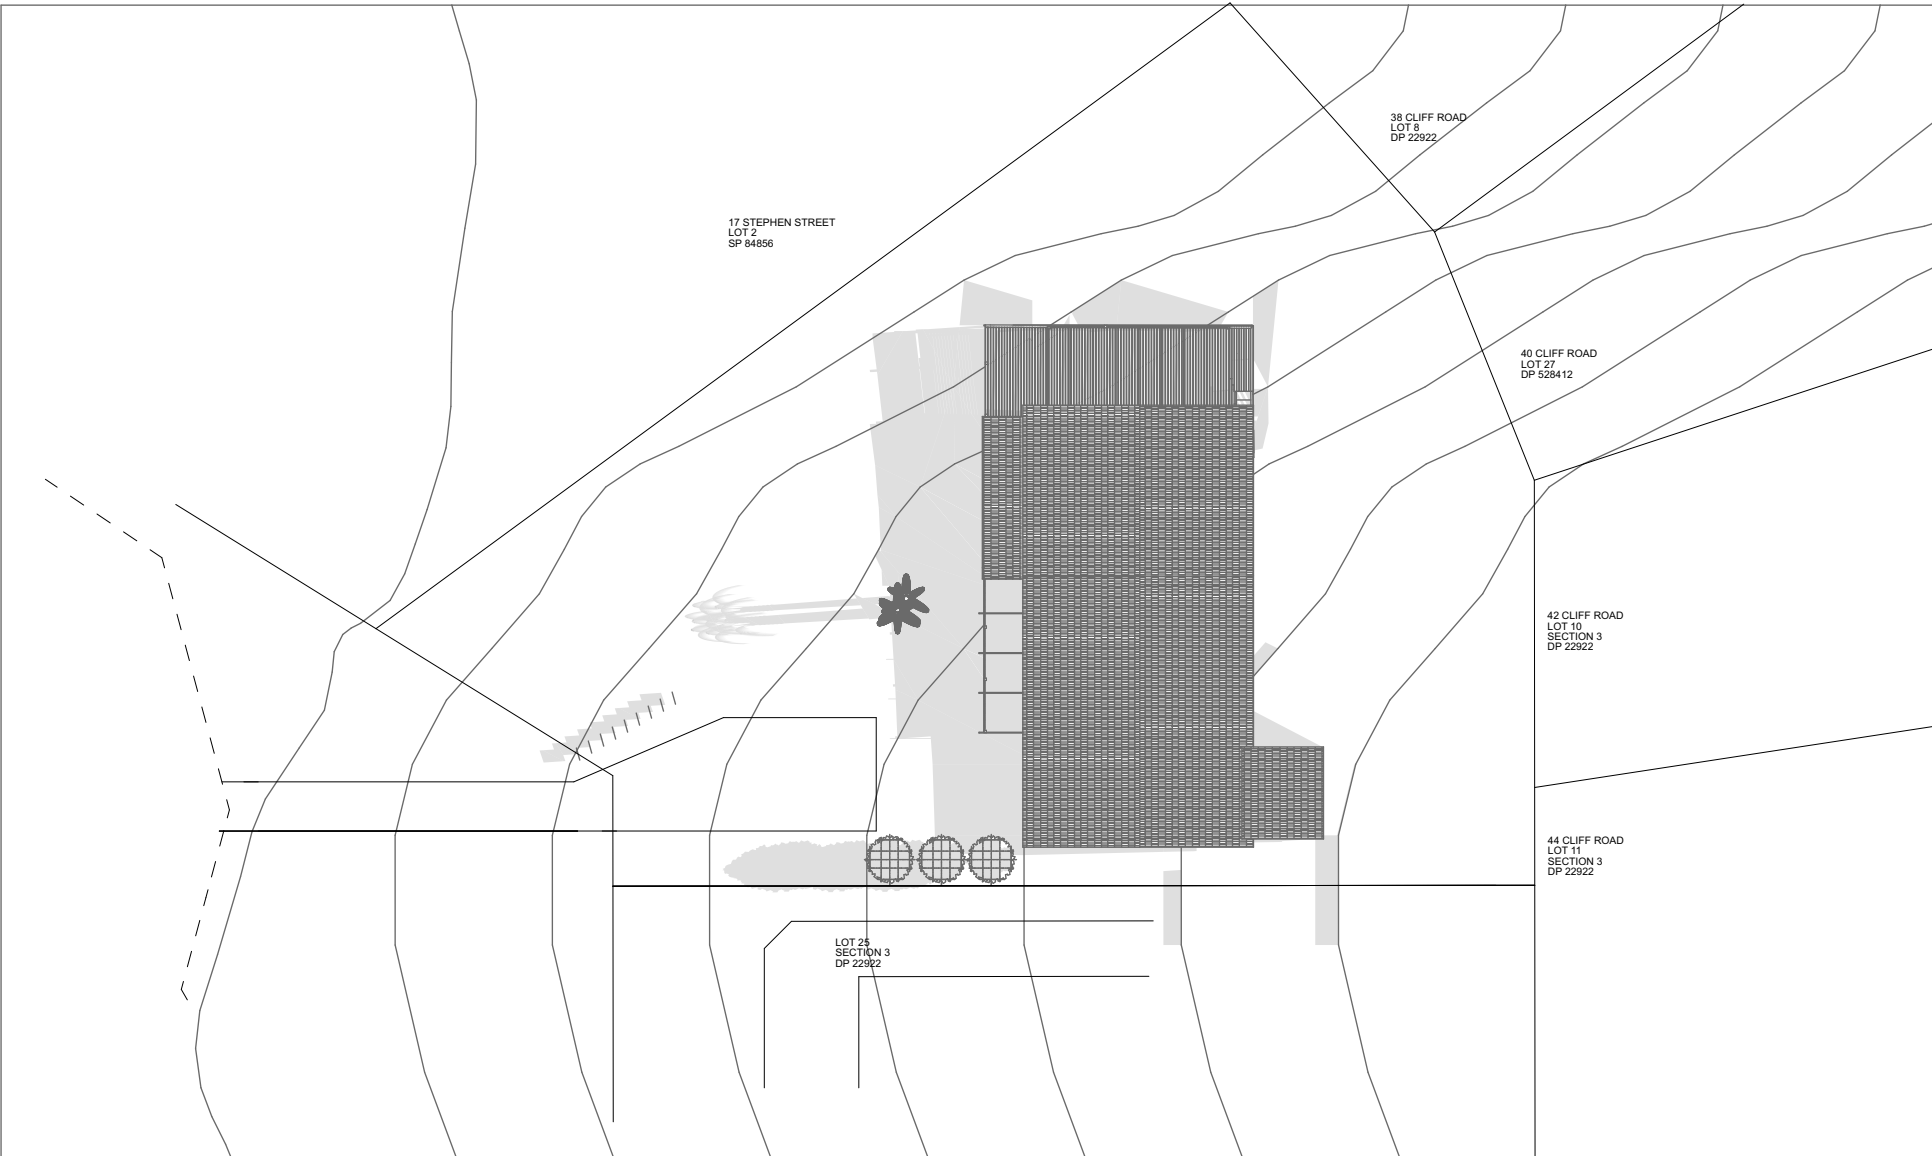 38 CLIFF ROAD
LOT 8
DP 22922
17 STEPHEN STREET
LOT 2
SP 84856
40 CLIFF ROAD
LOT 27
DP 528412
42 CLIFF ROAD
LOT 10
SECTION 3
DP 22922
44 CLIFF ROAD
LOT 11
SECTION 3
DP 22922
LOT 25
SECTION 3
DP 22922